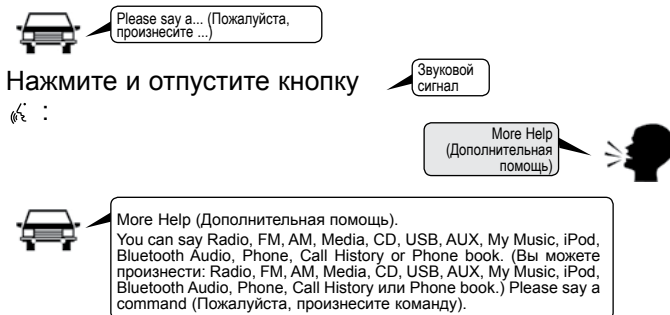 Please say a... (Пожалуйста,
произнесите ...)
Нажмите и отпустите кнопку
:
Звуковой
сигнал
More Help
(Дополнительная
помощь)
More Help (Дополнительная помощь).
You can say Radio, FM, AM, Media, CD, USB, AUX, My Music, iPod,
Bluetooth Audio, Phone, Call History or Phone book. (Вы можете
произнести: Radio, FM, AM, Media, CD, USB, AUX, My Music, iPod,
Bluetooth Audio, Phone, Call History или Phone book.) Please say a
command (Пожалуйста, произнесите команду).